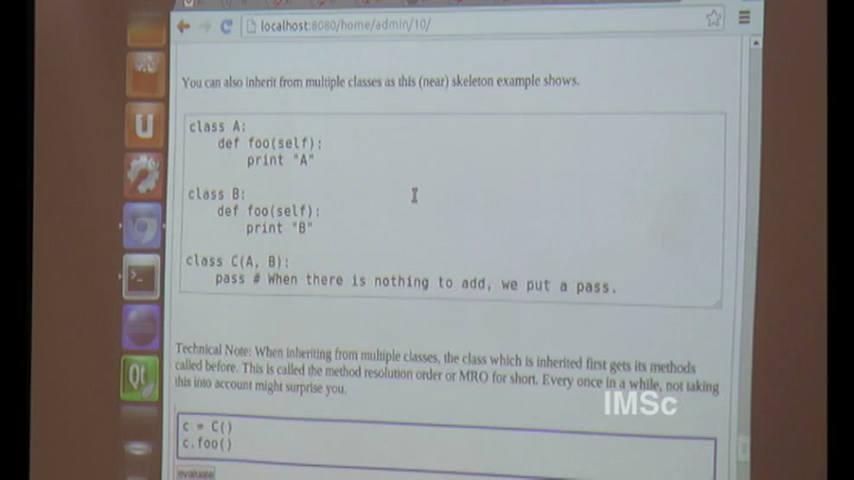 localhost:8080/home/admin/10/
You can also inherit from multiple classes as this (near) skeleton example shows.
class A:
    def foo(self):
        print "A"
class B:
    def foo(self):
        print "B"
class C(A, B):
    pass # When there is nothing to add, we put a pass.
Technical Note: When inheriting from multiple classes, the class which is inherited first gets its methods
called before. This is called the method resolution order or MRO for short. Every once in a while, not taking
this into account might surprise you.
IMSc
c = C()
c.foo()
evaluate
Qt